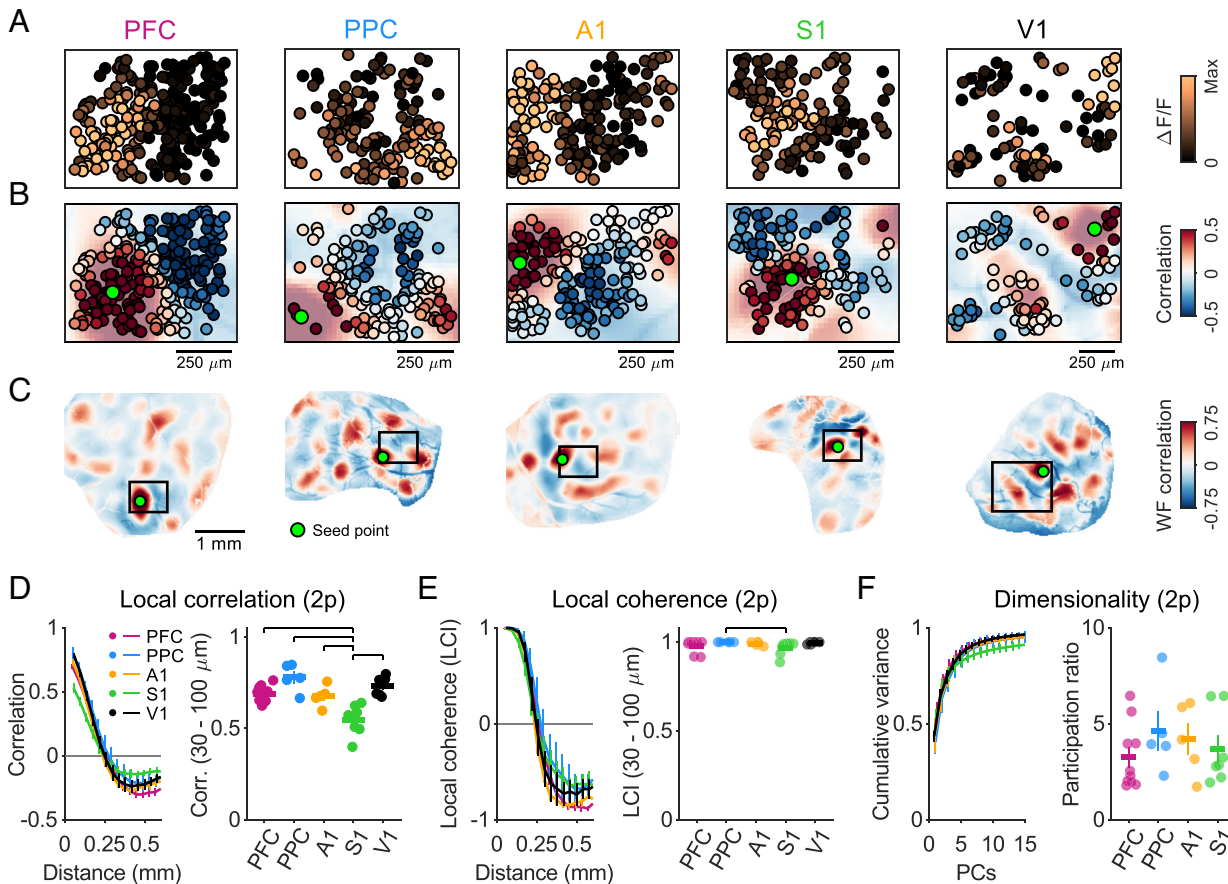 A
PFC PPC A1 S1 V1
Max
Δ F/F
0
B
0.5
Correlation
-0.5
250 μm 250 μm 250 μm 250 μm 250 μm
C
0.75
WF correlation
-0.75
1 mm
Seed point
D Local correlation (2p)
1
0.5
0
-0.5
Correlation
PFC
PPC
A1
S1
V1
0 0.25 0.5
Distance (mm)
1
0.5
0
Corr. (30 - 100 μm)
PFC PPC A1 S1 V1
E Local coherence (2p)
1
0
-1
Local coherence (LCI)
0 0.25 0.5
Distance (mm)
1
0.5
0
LCI (30 - 100 μm)
PFC PPC A1 S1 V1
F Dimensionality (2p)
1
0.5
0
Cumulative variance
0 5 10 15
PCs
10
5
0
Participation ratio
PFC PPC A1 S1